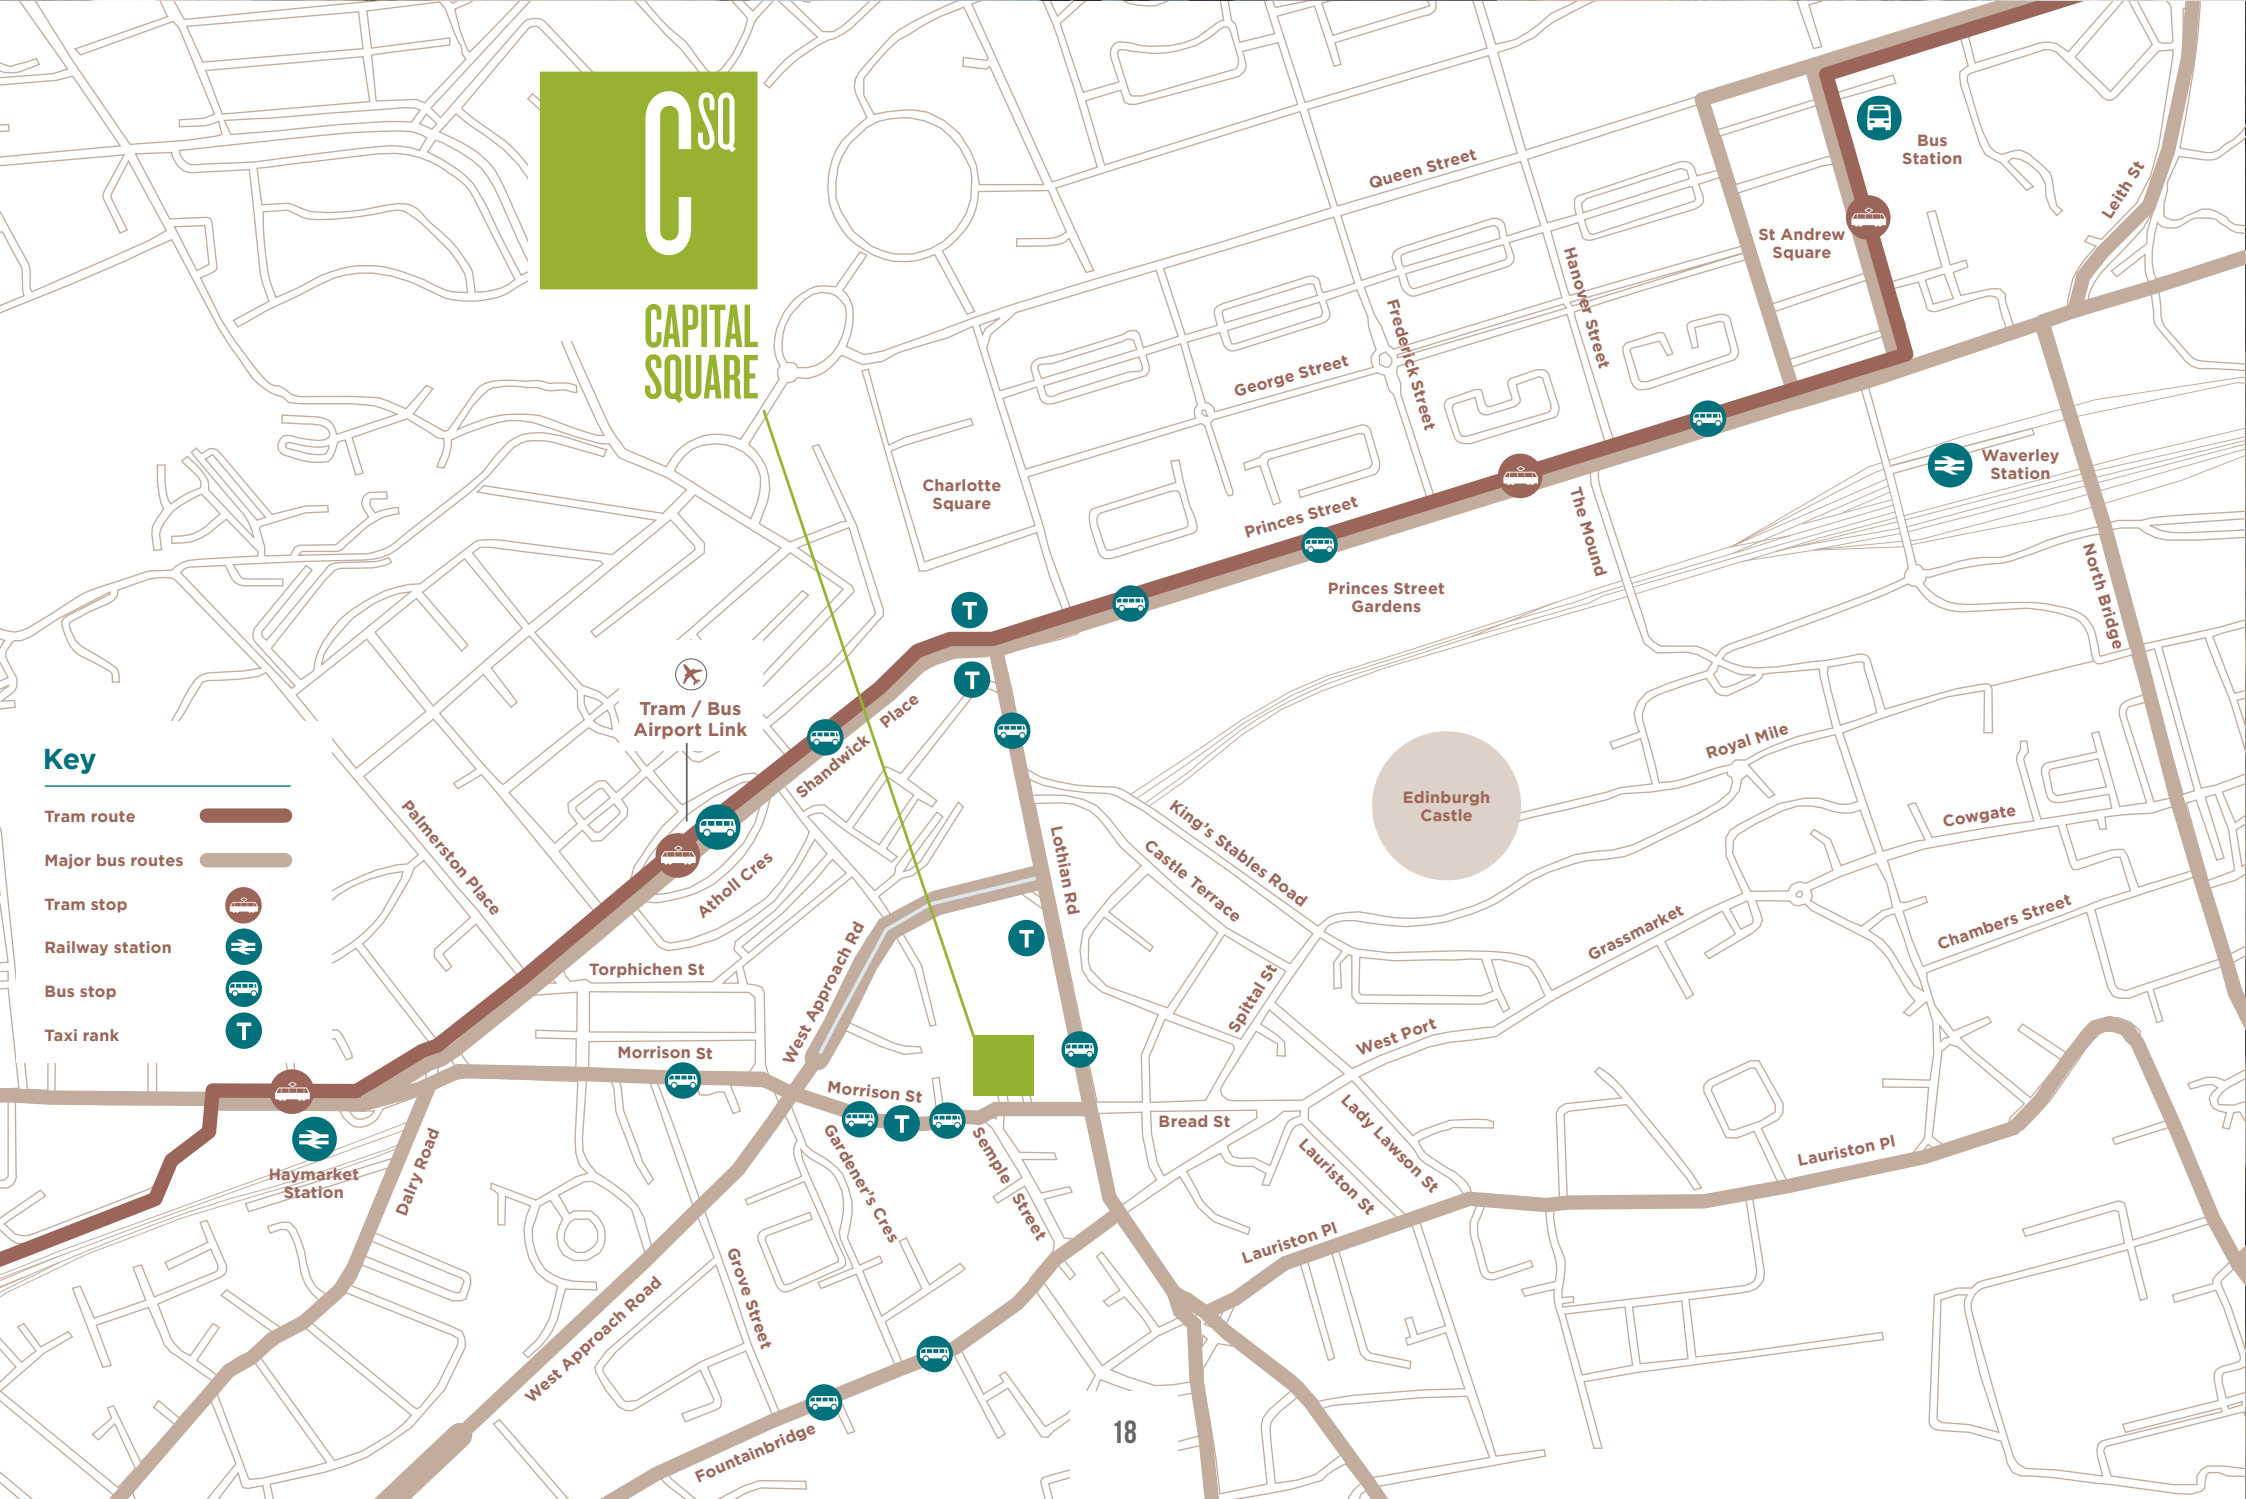 C SQ
CAPITAL
SQUARE
Queen Street
Bus
Station
Leith St
St Andrew
Square
Hanover Street
Frederick Street
George Street
Charlotte
Square
Waverley
Station
Princes Street
The Mound
North Bridge
Princes Street
Gardens
T
T
Tram / Bus
Airport Link
Shandwick Place
Royal Mile
Edinburgh
Castle
Cowgate
King's Stables Road
Castle Terrace
Lothian Rd
Palmerston Place
Atholl Cres
Grassmarket
Chambers Street
T
West Approach Rd
Torphichen St
Spittal St
West Port
Key
Tram route
Major bus routes
Tram stop
Railway station
Bus stop
Taxi rank
T
Morrison St
Morrison St
T
Bread St
Lady Lawson St
Lauriston St
Lauriston Pl
Haymarket
Station
Dalry Road
Gardener's Cres
Semple Street
Lauriston Pl
Grove Street
West Approach Road
Fountainbridge
18